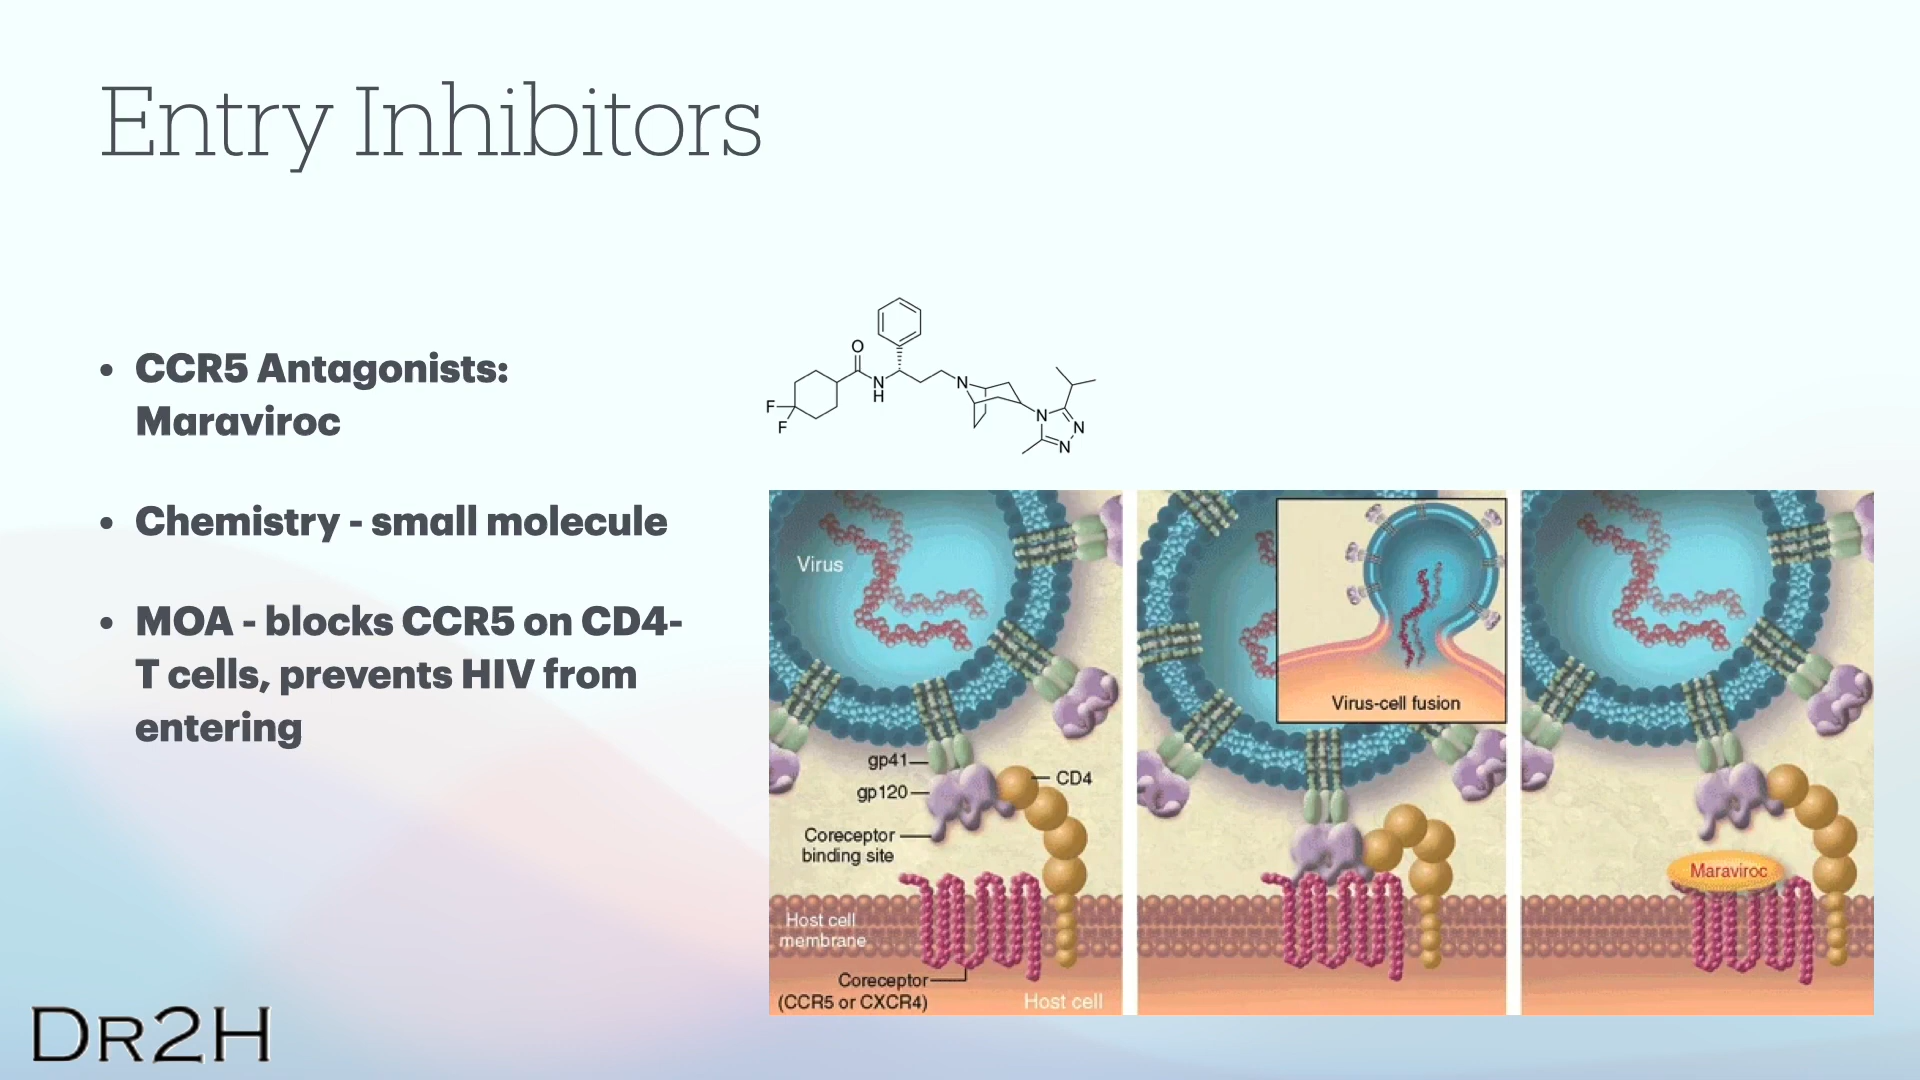 Entry Inhibitors
• CCR5 Antagonists:
Maraviroc
• Chemistry - small molecule
• MOA - blocks CCR5 on CD4-
T cells, prevents HIV from
entering
O
N
H
F
F
N
N
N
N
Virus
gp41
gp120
CD4
Coreceptor
binding site
Host cell
membrane
Coreceptor
(CCR5 or CXCR4)
Host cell
Virus-cell fusion
Maraviroc
DR2H